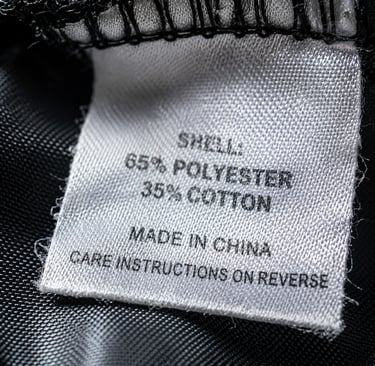 SHELL:
65% POLYESTER
35% COTTON
MADE IN CHINA
CARE INSTRUCTIONS ON REVERSE